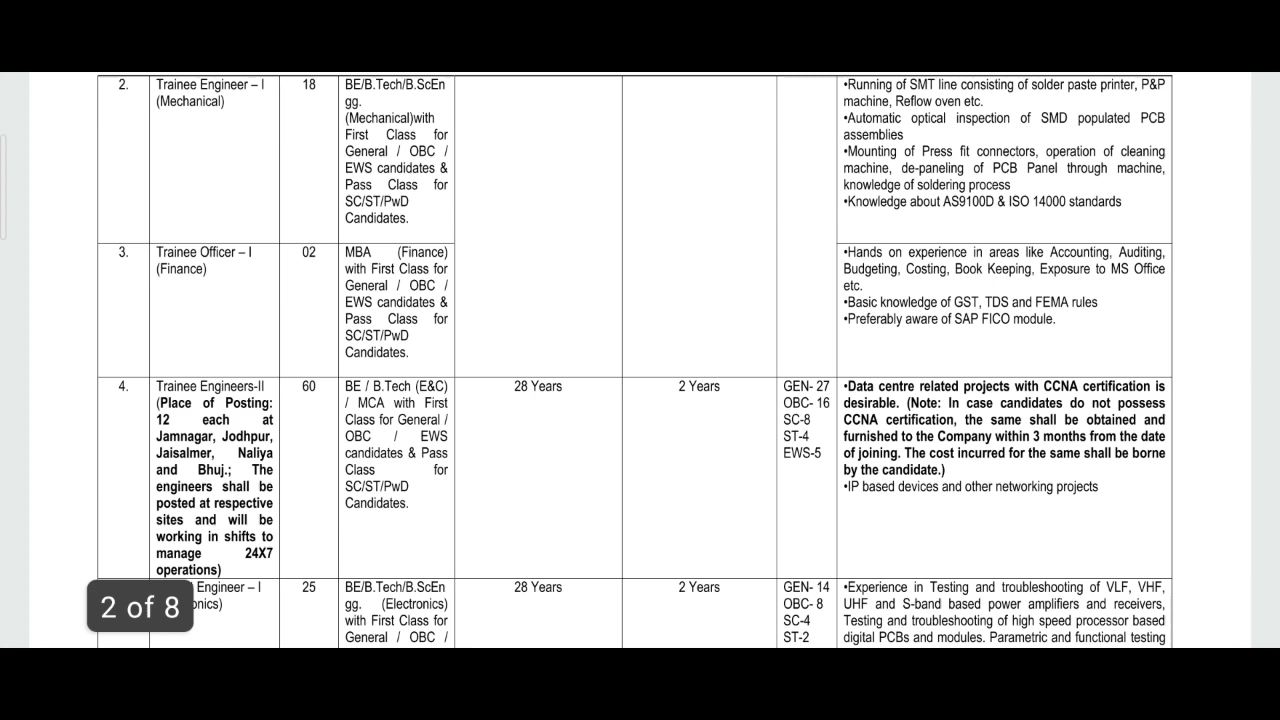 2.
Trainee Engineer – I
(Mechanical)
18
BE/B.Tech/B.ScEn
gg.
(Mechanical)with
First Class for
General / OBC /
EWS candidates &
Pass Class for
SC/ST/PwD
Candidates.
•Running of SMT line consisting of solder paste printer, P&P
machine, Reflow oven etc.
•Automatic optical inspection of SMD populated PCB
assemblies
•Mounting of Press fit connectors, operation of cleaning
machine, de-paneling of PCB Panel through machine,
knowledge of soldering process
•Knowledge about AS9100D & ISO 14000 standards
3.
Trainee Officer – I
(Finance)
02
MBA (Finance)
with First Class for
General / OBC /
EWS candidates &
Pass Class for
SC/ST/PwD
Candidates.
•Hands on experience in areas like Accounting, Auditing,
Budgeting, Costing, Book Keeping, Exposure to MS Office
etc.
•Basic knowledge of GST, TDS and FEMA rules
•Preferably aware of SAP FICO module.
4.
Trainee Engineers-II
(Place of Posting:
12 each at
Jamnagar, Jodhpur,
Jaisalmer, Naliya
and Bhuj.; The
engineers shall be
posted at respective
sites and will be
working in shifts to
manage 24X7
operations)
60
BE / B.Tech (E&C)
/ MCA with First
Class for General /
OBC / EWS
candidates & Pass
Class for
SC/ST/PwD
Candidates.
28 Years
2 Years
GEN- 27
OBC- 16
SC-8
ST-4
EWS-5
•Data centre related projects with CCNA certification is
desirable. (Note: In case candidates do not possess
CCNA certification, the same shall be obtained and
furnished to the Company within 3 months from the date
of joining. The cost incurred for the same shall be borne
by the candidate.)
•IP based devices and other networking projects
Engineer – I
onics)
25
BE/B.Tech/B.ScEn
gg. (Electronics)
with First Class for
General / OBC /
28 Years
2 Years
GEN- 14
OBC- 8
SC-4
ST-2
•Experience in Testing and troubleshooting of VLF, VHF,
UHF and S-band based power amplifiers and receivers,
Testing and troubleshooting of high speed processor based
digital PCBs and modules. Parametric and functional testing
2 of 8